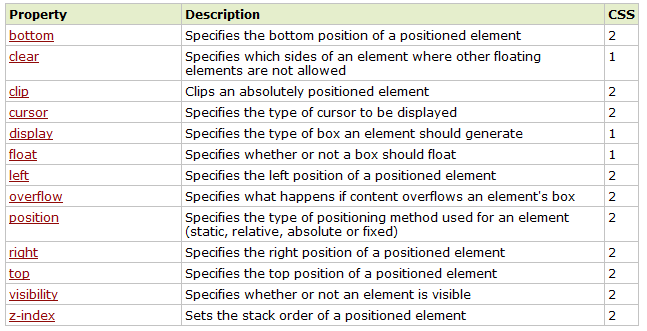 Property Description CSS
bottom Specifies the bottom position of a positioned element 2
clear Specifies which sides of an element where other floating 1
elements are not allowed
clip Clips an absolutely positioned element 2
cursor Specifies the type of cursor to be displayed 2
display Specifies the type of box an element should generate 1
float Specifies whether or not a box should float 1
left Specifies the left position of a positioned element 2
overflow Specifies what happens if content overflows an element's box 2
position Specifies the type of positioning method used for an element 2
(static, relative, absolute or fixed)
right Specifies the right position of a positioned element 2
top Specifies the top position of a positioned element 2
visibility Specifies whether or not an element is visible 2
z-index Sets the stack order of a positioned element 2